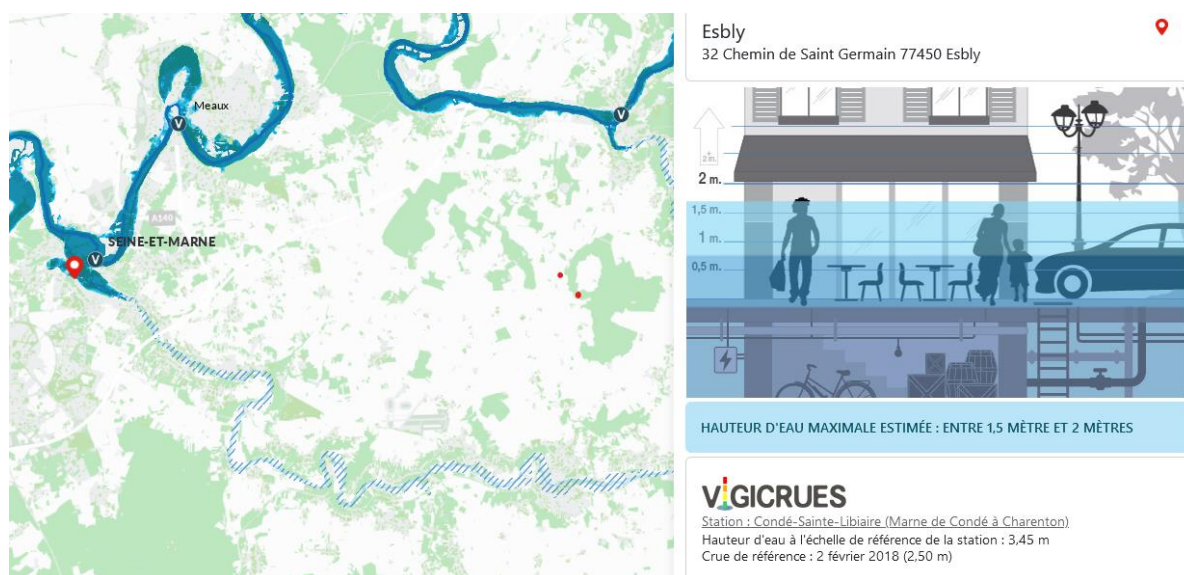 Meaux
V
V
A140
SEINE-ET-MARNE
V
Esbly
32 Chemin de Saint Germain 77450 Esbly
2 m.
2 m.
1,5 m.
1 m.
0,5 m.
HAUTEUR D'EAU MAXIMALE ESTIMÉE : ENTRE 1,5 MÈTRE ET 2 MÈTRES
VIGICRUES
Station : Condé-Sainte-Libiaire (Marne de Condé à Charenton)
Hauteur d'eau à l'échelle de référence de la station : 3,45 m
Crue de référence : 2 février 2018 (2,50 m)